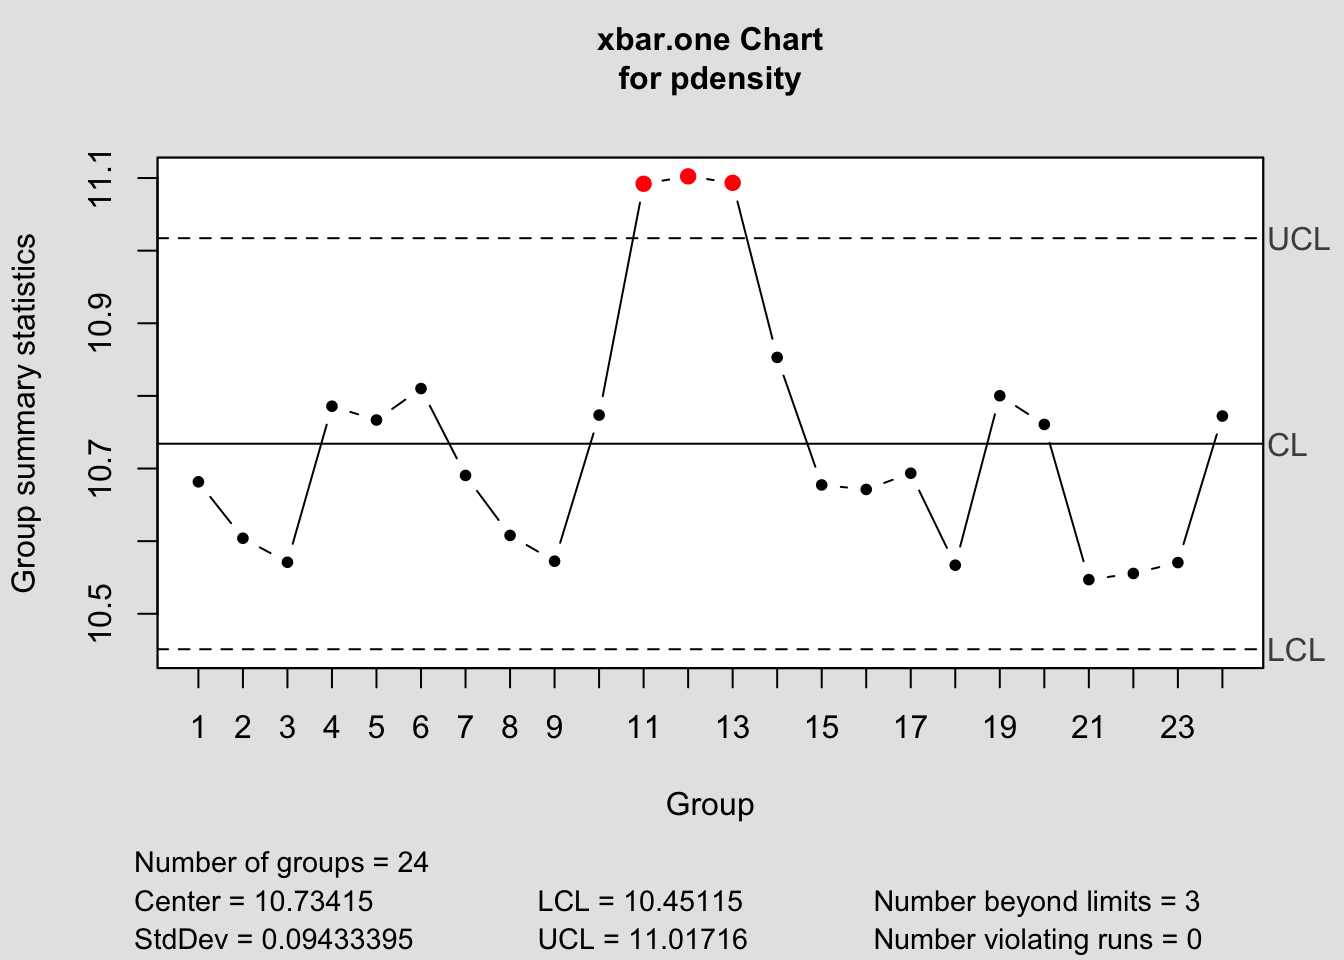 xbar.one Chart
for pdensity
Group summary statistics
11.1
10.9
10.7
10.5
UCL
CL
LCL
1 2 3 4 5 6 7 8 9 11 13 15 17 19 21 23
Group
Number of groups = 24
Center = 10.73415 LCL = 10.45115 Number beyond limits = 3
StdDev = 0.09433395 UCL = 11.01716 Number violating runs = 0